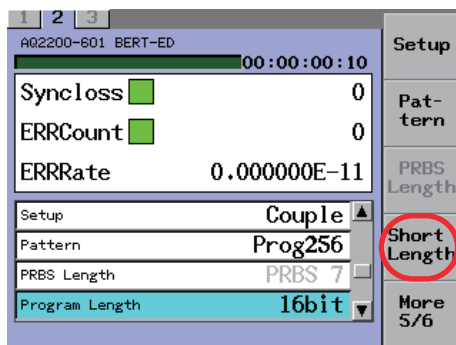 1 2 3
AQ2200-601 BERT-ED
00:00:00:10
Syncloss 0
ERRCount 0
ERRRate 0.000000E-11
Setup Couple
Pattern Prog256
PRBS Length PRBS 7
Program Length 16bit
Setup
Pat-
tern
PRBS
Length
Short
Length
More
5/6